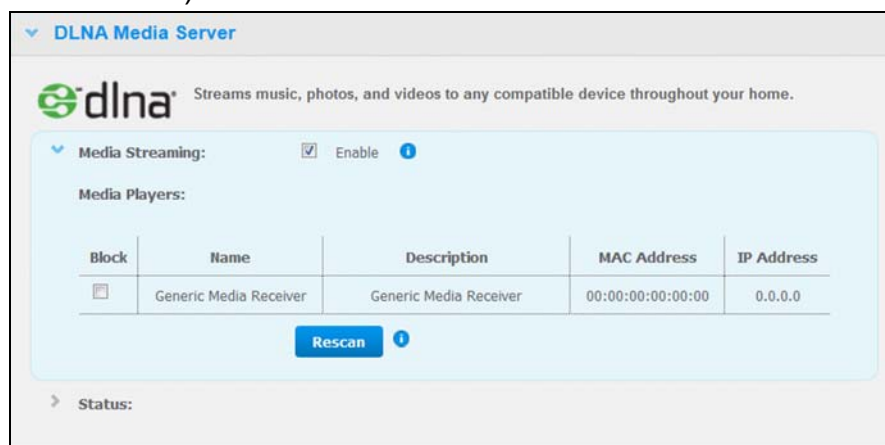 DLNA Media Server
dlna Streams music, photos, and videos to any compatible device throughout your home.
Media Streaming: Enable
Media Players:
Block Name Description MAC Address IP Address
Generic Media Receiver Generic Media Receiver 00:00:00:00:00:00 0.0.0.0
Rescan
Status: